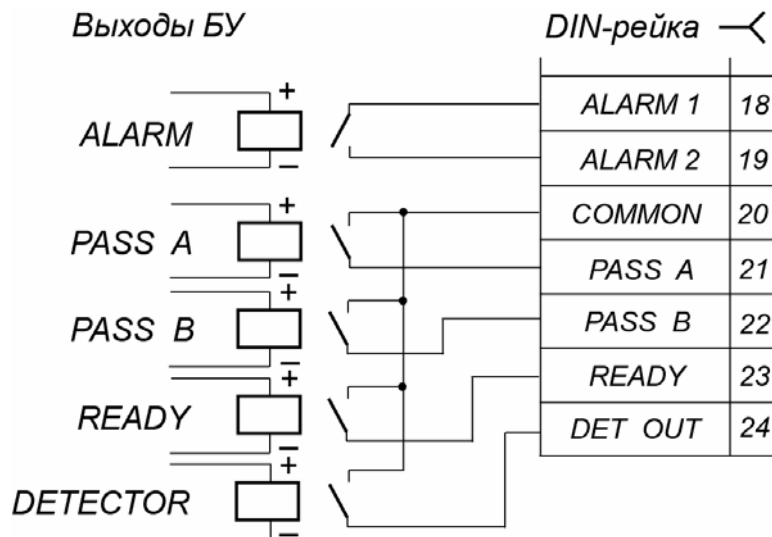 Выходы БУ DIN-рейка
+
ALARM
−
ALARM 1 18
ALARM 2 19
+
PASS A
−
COMMON 20
PASS A 21
+
PASS B
−
PASS B 22
+
READY
−
READY 23
DET OUT 24
+
DETECTOR
−